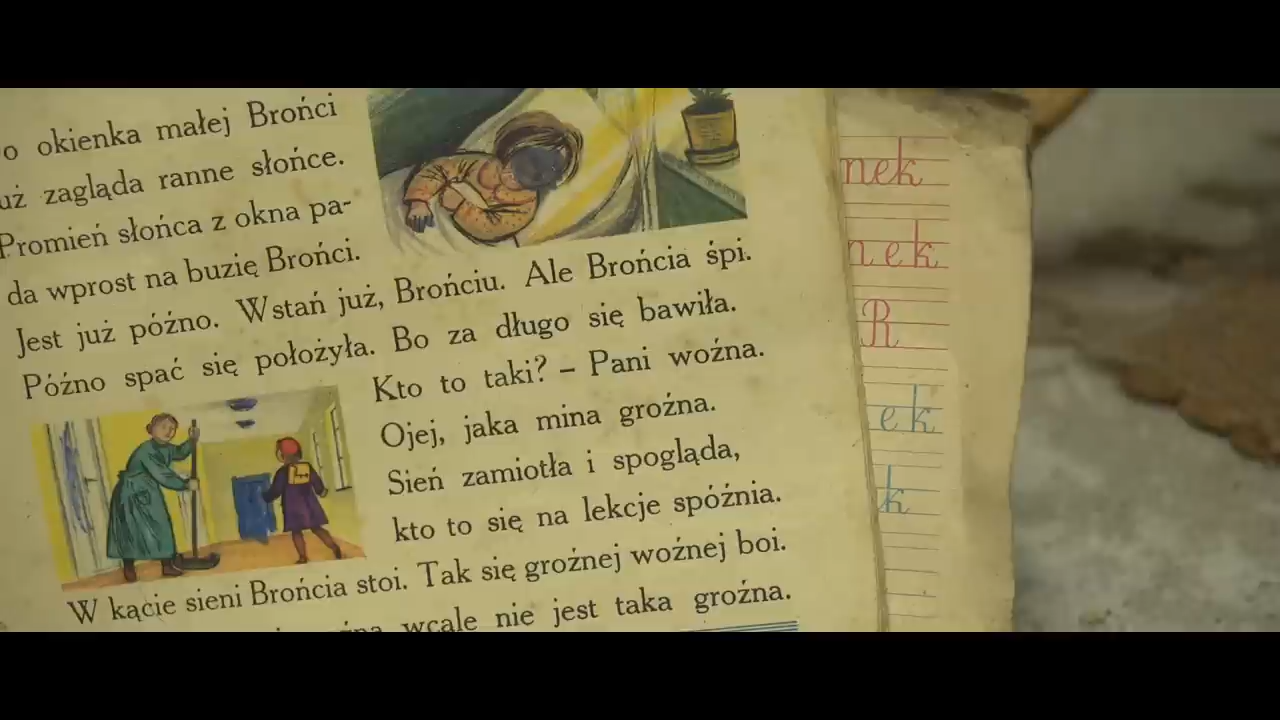 okienka małej Brońci
zagląda ranne słońce.
Promień słońca z okna pa-
da wprost na buzię Brońci.
Jest już późno. Wstań już, Brońciu. Ale Brońcia śpi.
Późno spać się położyła. Bo za długo się bawiła.
Kto to taki? – Pani woźna.
Ojej, jaka mina groźna.
Sień zamiotła i spogląda,
kto to się na lekcje spóźnia.
W kącie sieni Brońcia stoi. Tak się groźnej woźnej boi.
wcale nie jest taka groźna.
nek
nek
R
ek
k